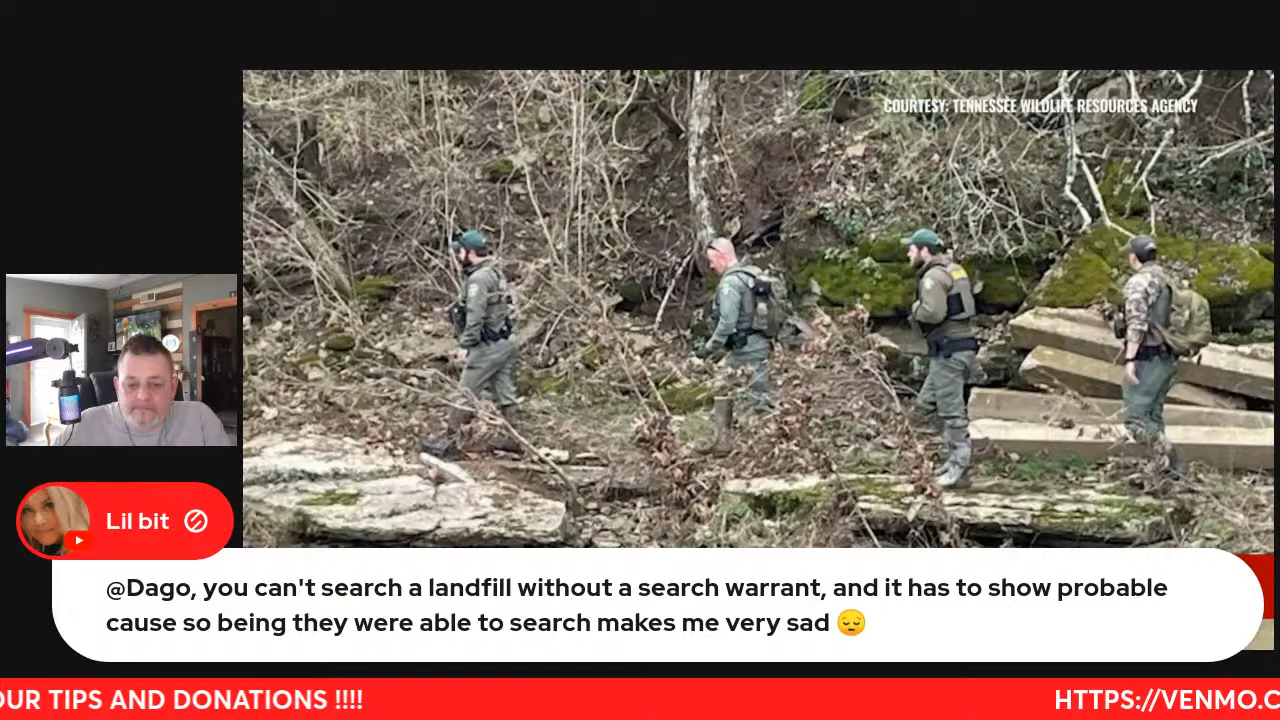 COURTESY: TENNESSEE WILDLIFE RESOURCES AGENCY
Lil bit
@Dago, you can't search a landfill without a search warrant, and it has to show probable
cause so being they were able to search makes me very sad 😔
OUR TIPS AND DONATIONS !!!! HTTPS://VENMO.C